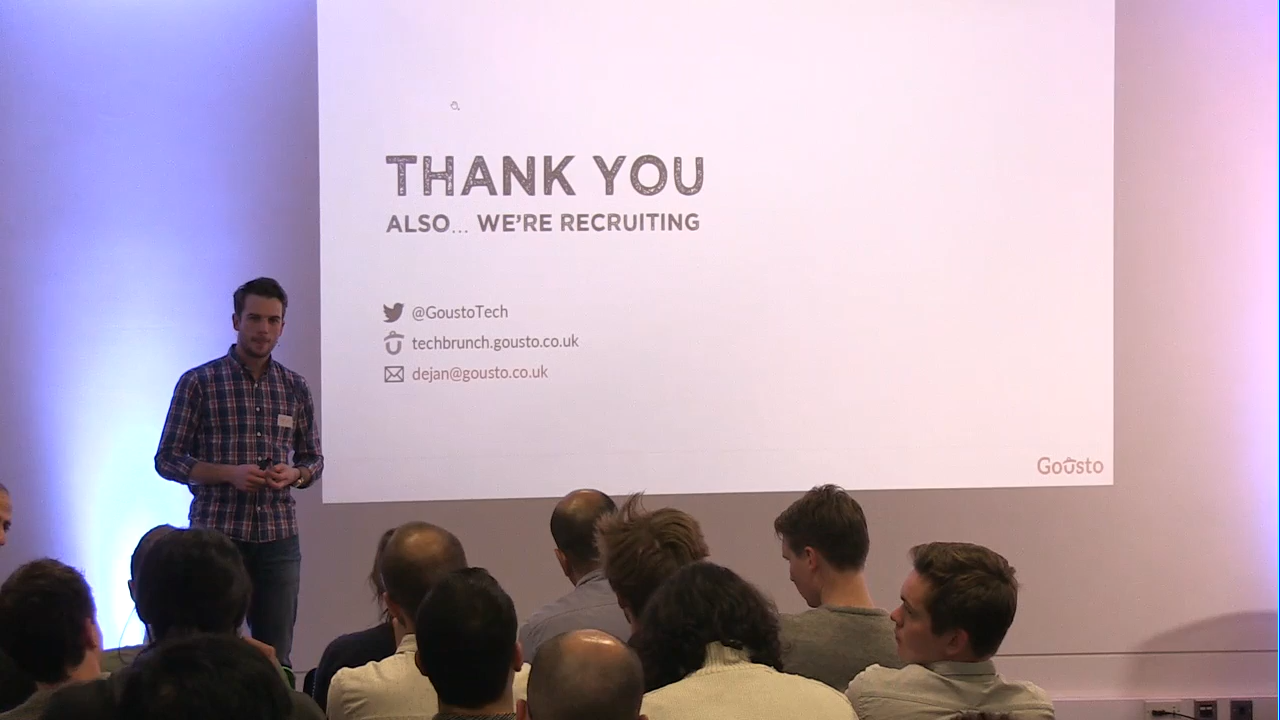 THANK YOU
ALSO... WE'RE RECRUITING
@GoustoTech
techbrunch.gousto.co.uk
dejan@gousto.co.uk
Gousto